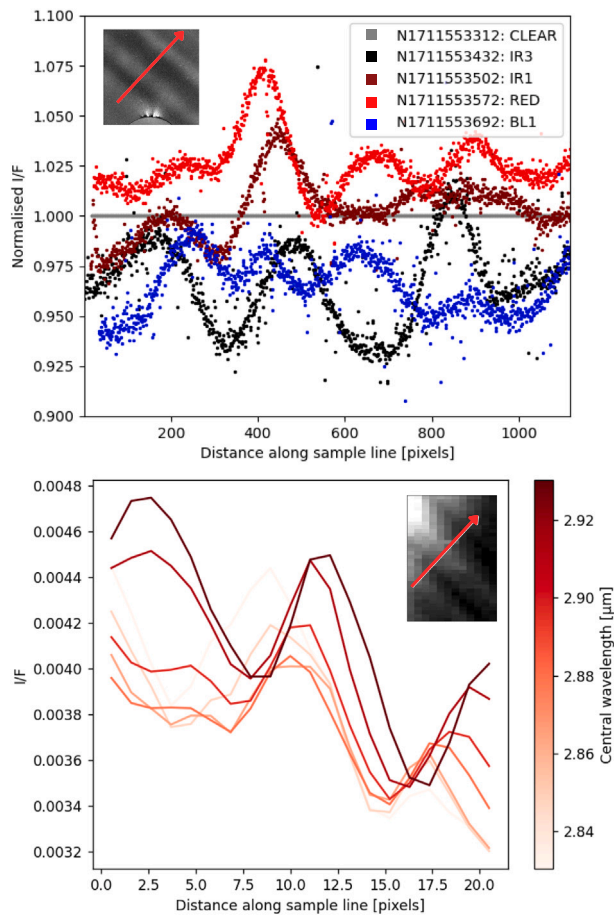 N1711553312: CLEAR
N1711553432: IR3
N1711553502: IR1
N1711553572: RED
N1711553692: BL1
1.100
1.075
1.050
1.025
1.000
0.975
0.950
0.925
0.900
Normalised I/F
200 400 600 800 1000
Distance along sample line [pixels]
0.0048
0.0046
0.0044
0.0042
0.0040
0.0038
0.0036
0.0034
0.0032
I/F
0.0 2.5 5.0 7.5 10.0 12.5 15.0 17.5 20.0
Distance along sample line [pixels]
2.92
2.90
2.88
2.86
2.84
Central wavelength [μm]